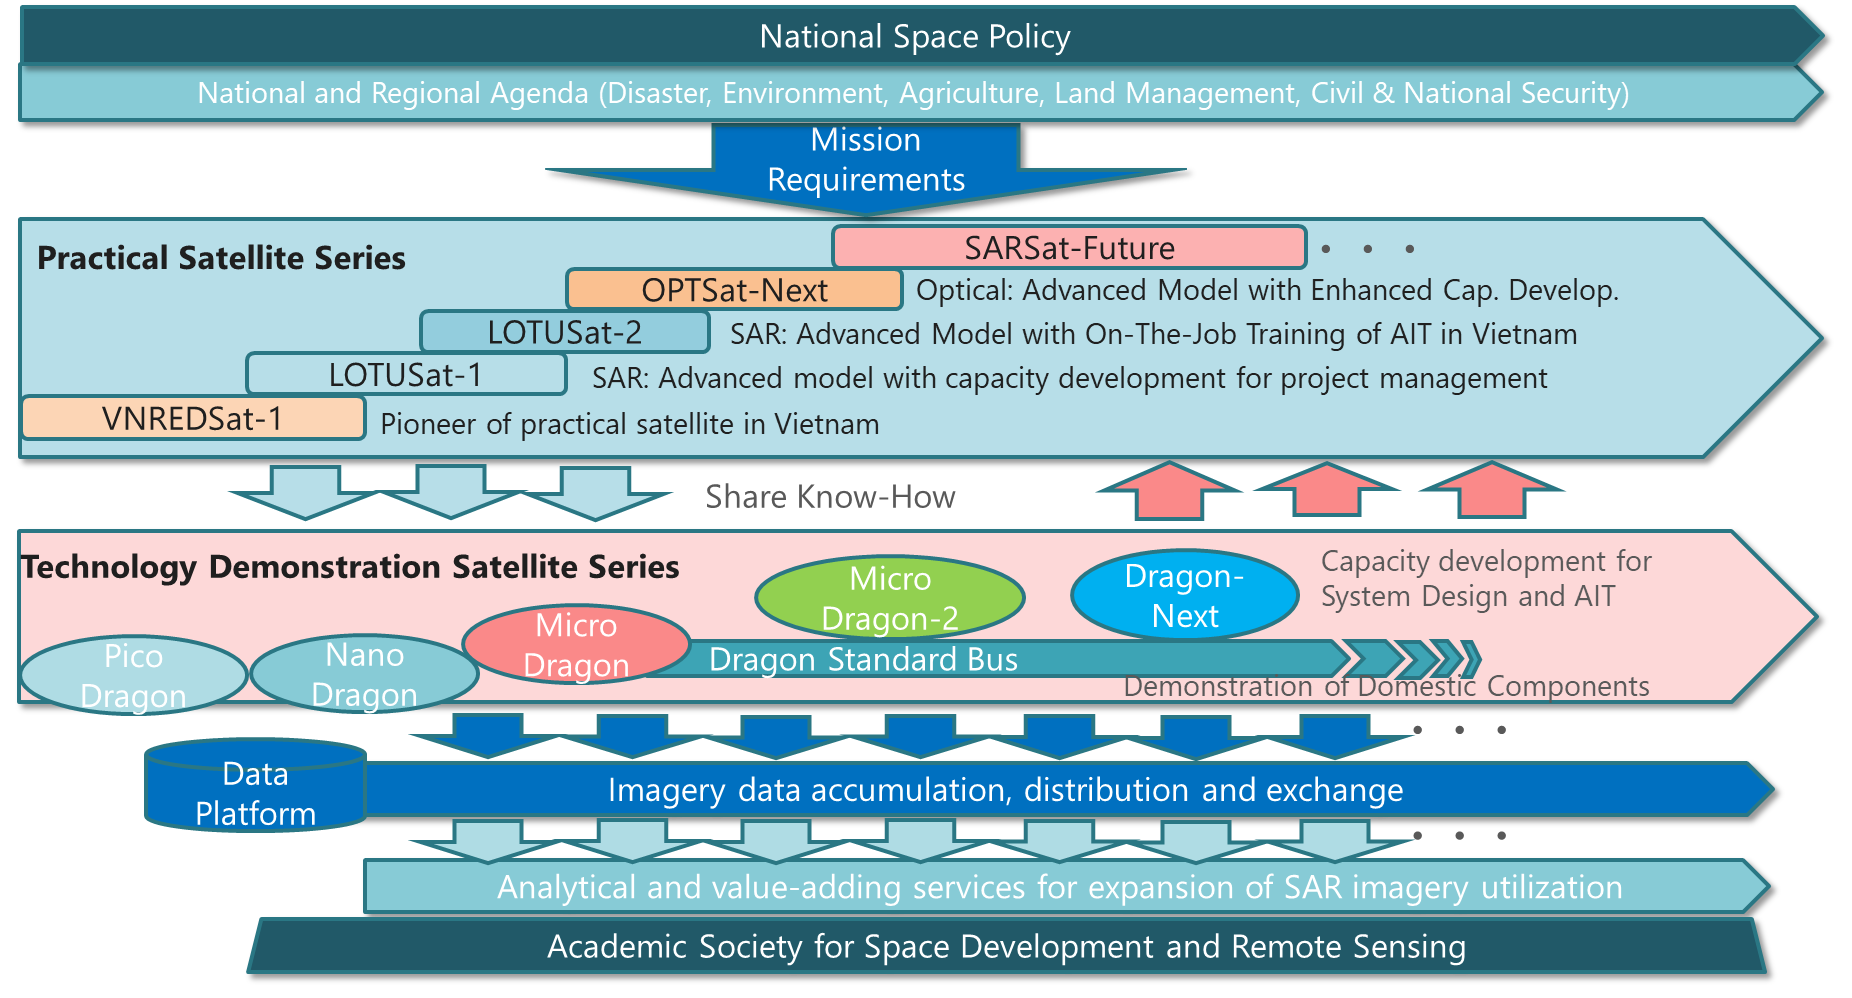 National Space Policy
National and Regional Agenda (Disaster, Environment, Agriculture, Land Management, Civil & National Security)
Mission
Requirements
Practical Satellite Series
SARSat-Future
OPTSat-Next
Optical: Advanced Model with Enhanced Cap. Develop.
LOTUSat-2
SAR: Advanced Model with On-The-Job Training of AIT in Vietnam
LOTUSat-1
SAR: Advanced model with capacity development for project management
VNREDSat-1
Pioneer of practical satellite in Vietnam
Share Know-How
Technology Demonstration Satellite Series
Capacity development for
System Design and AIT
Pico
Dragon
Nano
Dragon
Micro
Dragon
Micro
Dragon-2
Dragon-
Next
Dragon Standard Bus
Demonstration of Domestic Components
Data
Platform
Imagery data accumulation, distribution and exchange
Analytical and value-adding services for expansion of SAR imagery utilization
Academic Society for Space Development and Remote Sensing